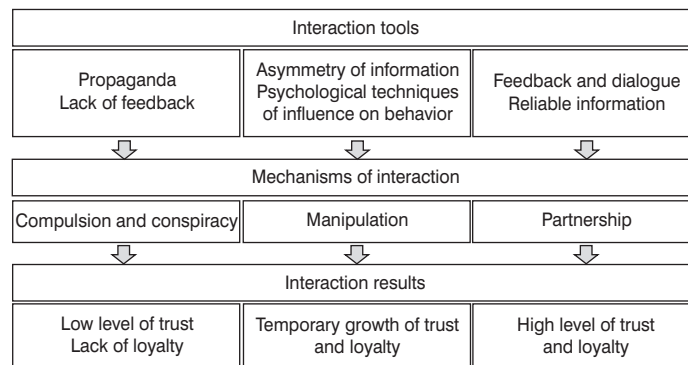 Interaction tools
Propaganda
Lack of feedback
Asymmetry of information
Psychological techniques
of influence on behavior
Feedback and dialogue
Reliable information
Mechanisms of interaction
Compulsion and conspiracy
Manipulation
Partnership
Interaction results
Low level of trust
Lack of loyalty
Temporary growth of trust
and loyalty
High level of trust
and loyalty